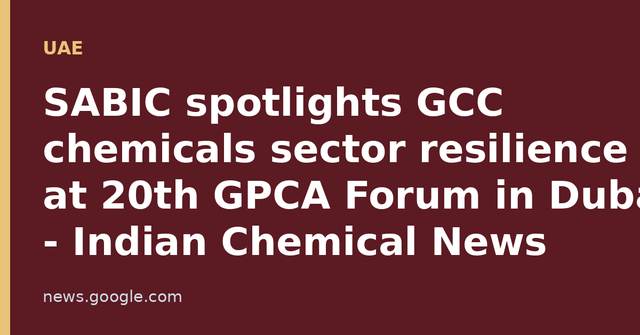 UAE
SABIC spotlights GCC
chemicals sector resilience
at 20th GPCA Forum in Duba
- Indian Chemical News
news.google.com